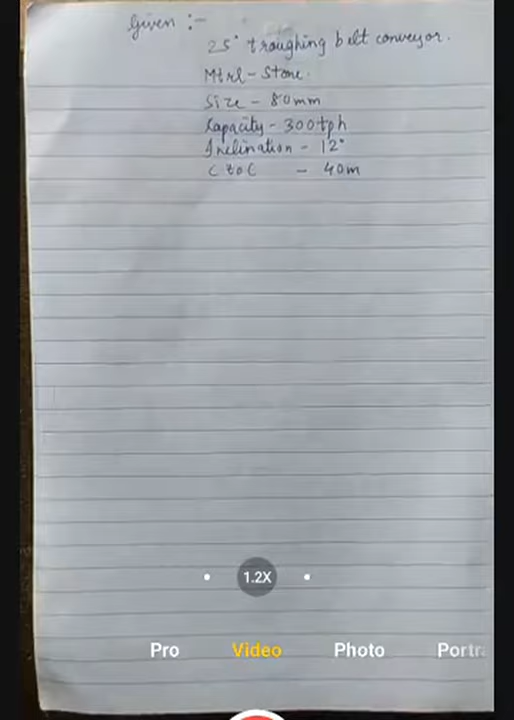 Given :-
25° troughing belt conveyor.
Mtrl - Stone.
Size - 80mm
Capacity - 300tph
Inclination - 12°
C to C - 40m
1.2X
Pro Video Photo Portra